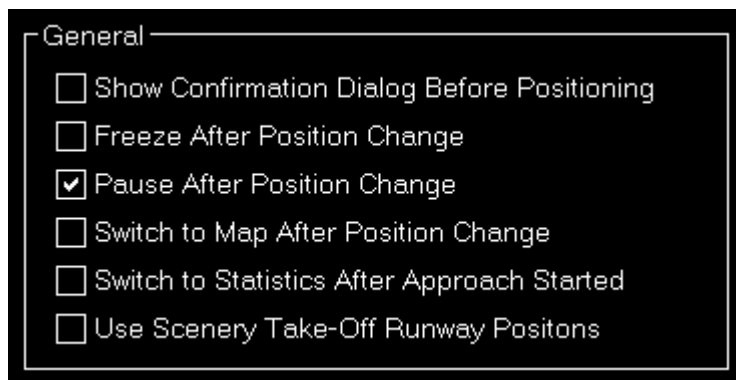 General
Show Confirmation Dialog Before Positioning
Freeze After Position Change
Pause After Position Change
Switch to Map After Position Change
Switch to Statistics After Approach Started
Use Scenery Take-Off Runway Positons